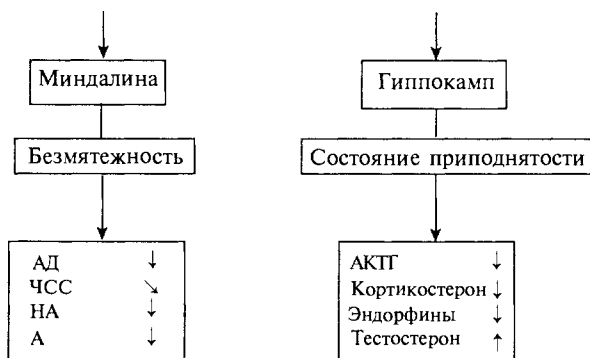 Миндалина
Гиппокамп
Безмятежность
Состояние приподнятости
АД ↓
ЧСС ↘
НА ↓
А ↓
АКТГ ↓
Кортикостерон ↓
Эндорфины ↓
Тестостерон ↑